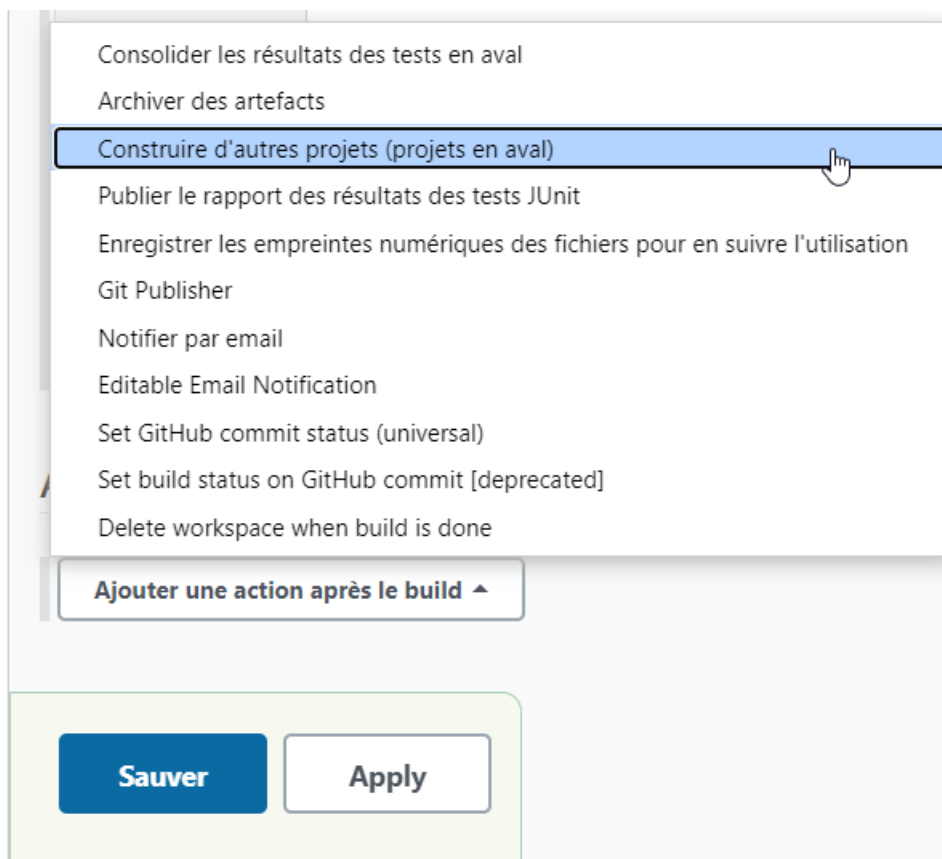 Consolider les résultats des tests en aval
Archiver des artefacts
Construire d'autres projets (projets en aval)
Publier le rapport des résultats des tests JUnit
Enregistrer les empreintes numériques des fichiers pour en suivre l'utilisation
Git Publisher
Notifier par email
Editable Email Notification
Set GitHub commit status (universal)
Set build status on GitHub commit [deprecated]
Delete workspace when build is done
Ajouter une action après le build
Sauver
Apply